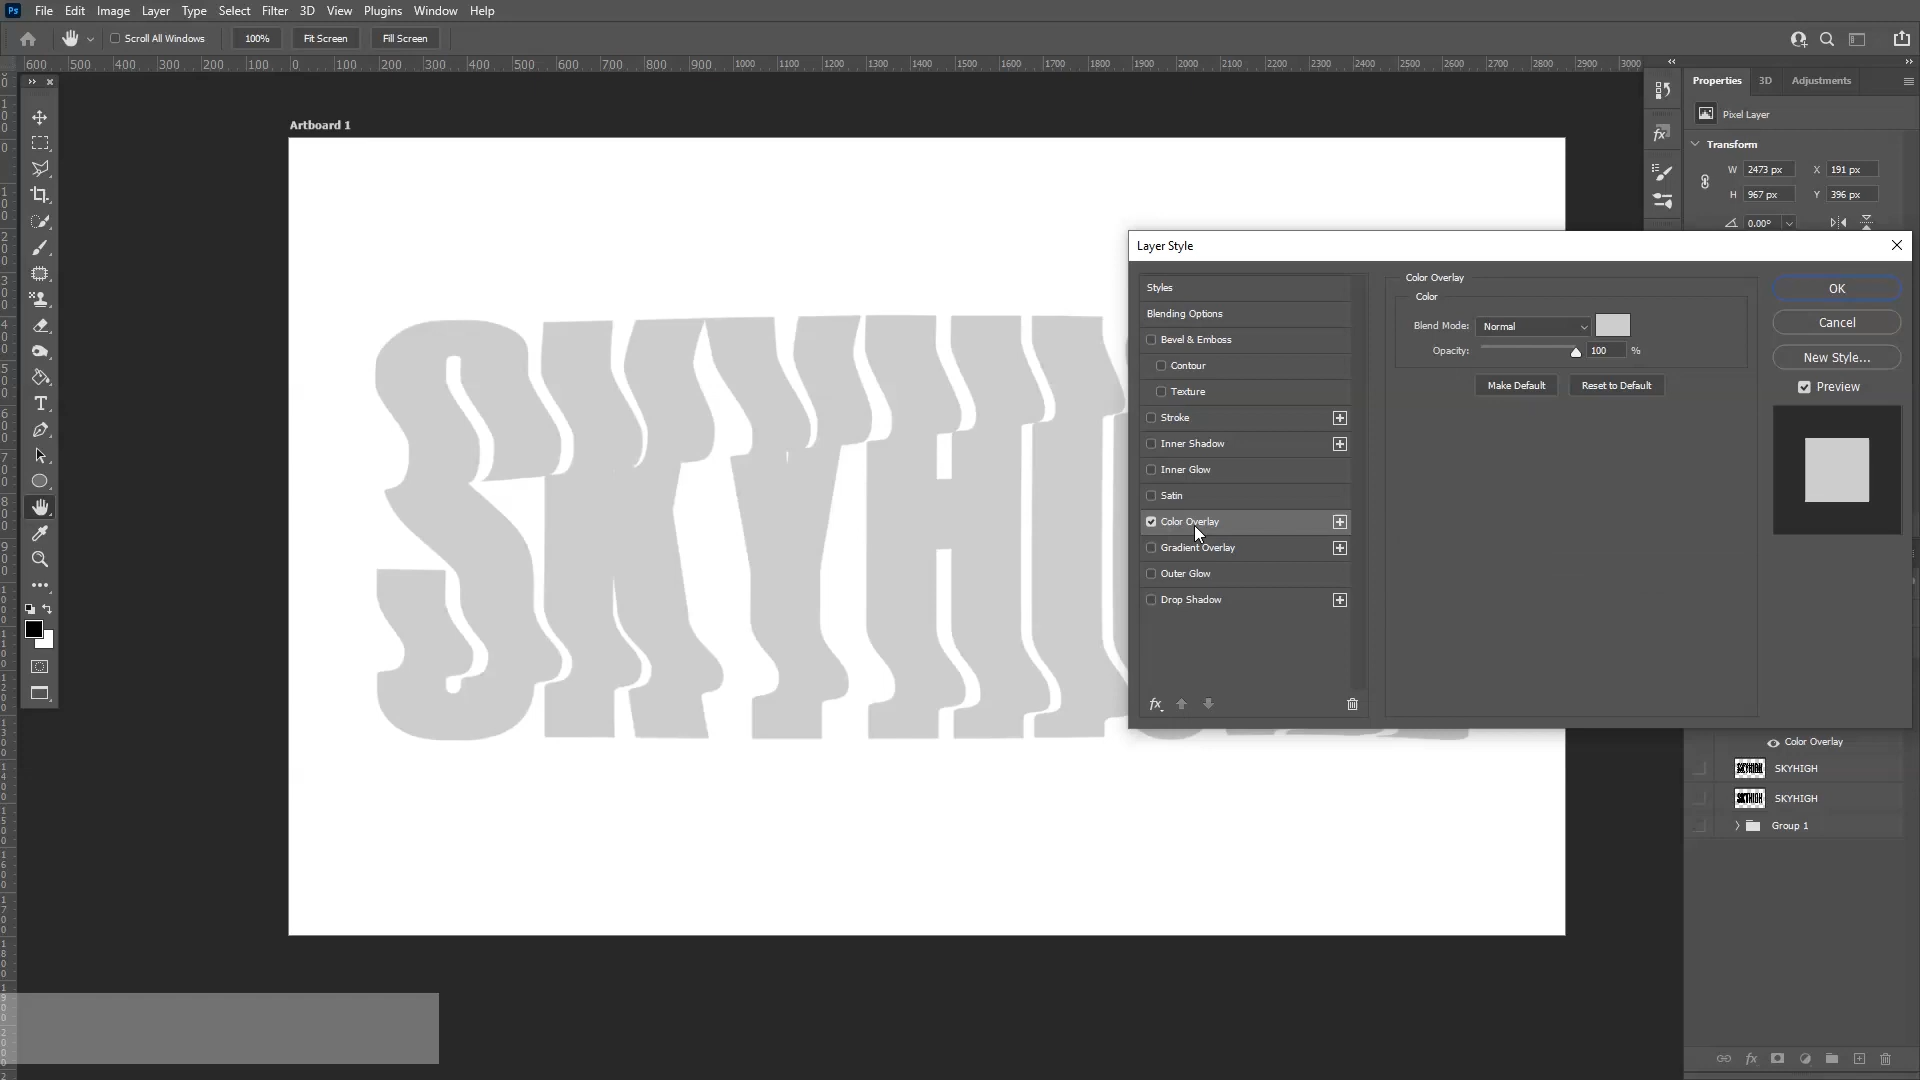 Ps File Edit Image Layer Type Select Filter 3D View Plugins Window Help
Scroll All Windows 100% Fit Screen Fill Screen
600 500 400 300 200 100 0 100 200 300 400 500 600 700 800 900 1000 1100 1200 1300 1400 1500 1600 1700 1800 1900 2000 2100 2200 2300 2400 2500 2600 2700 2800 2900 3000
Properties 3D Adjustments
Pixel Layer
Transform
W 2473 px X 191 px
H 967 px Y 396 px
0.00°
Artboard 1
SKYHI
Layer Style
Styles
Blending Options
Bevel & Emboss
Contour
Texture
Stroke
Inner Shadow
Inner Glow
Satin
Color Overlay
Gradient Overlay
Outer Glow
Drop Shadow
fx
Color Overlay
Color
Blend Mode: Normal
Opacity: 100 %
Make Default Reset to Default
OK
Cancel
New Style...
Preview
Color Overlay
SKYHIGH
SKYHIGH
Group 1
fx